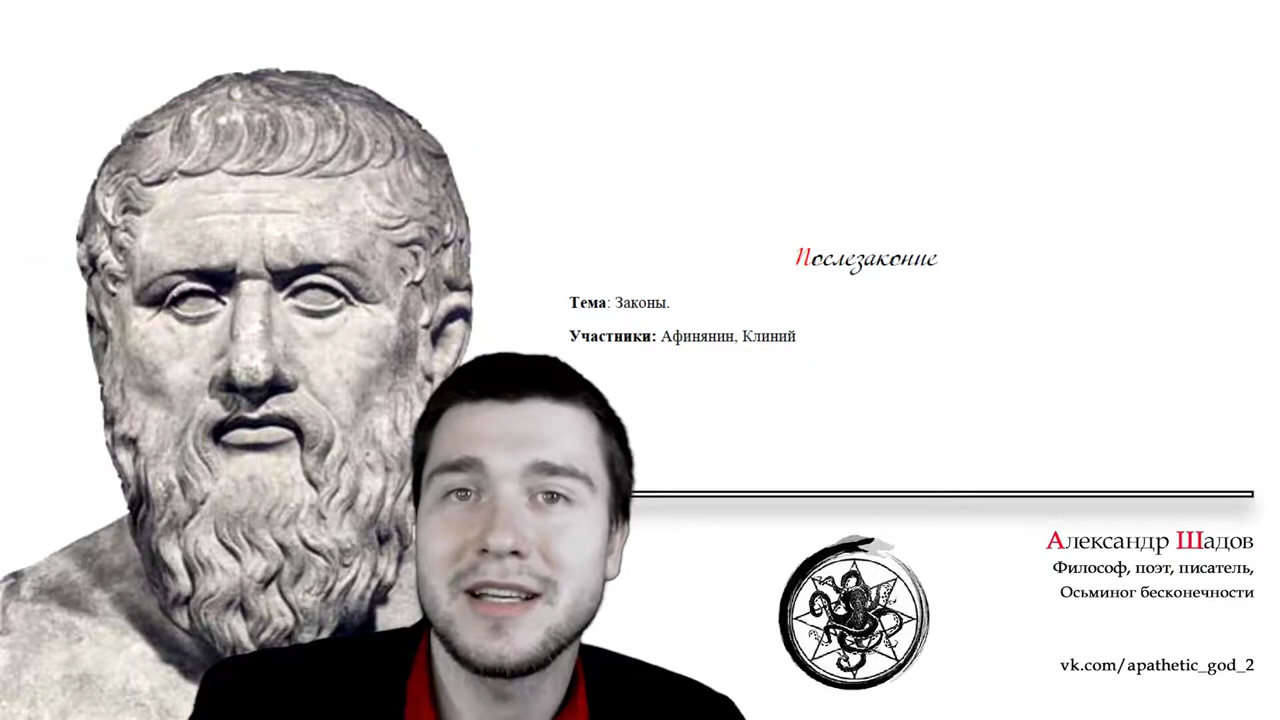 Послезаконие
Тема: Законы.
Участники: Афинянин, Клиний
Александр Шадов
Философ, поэт, писатель,
Осьминог бесконечности
vk.com/apathetic_god_2